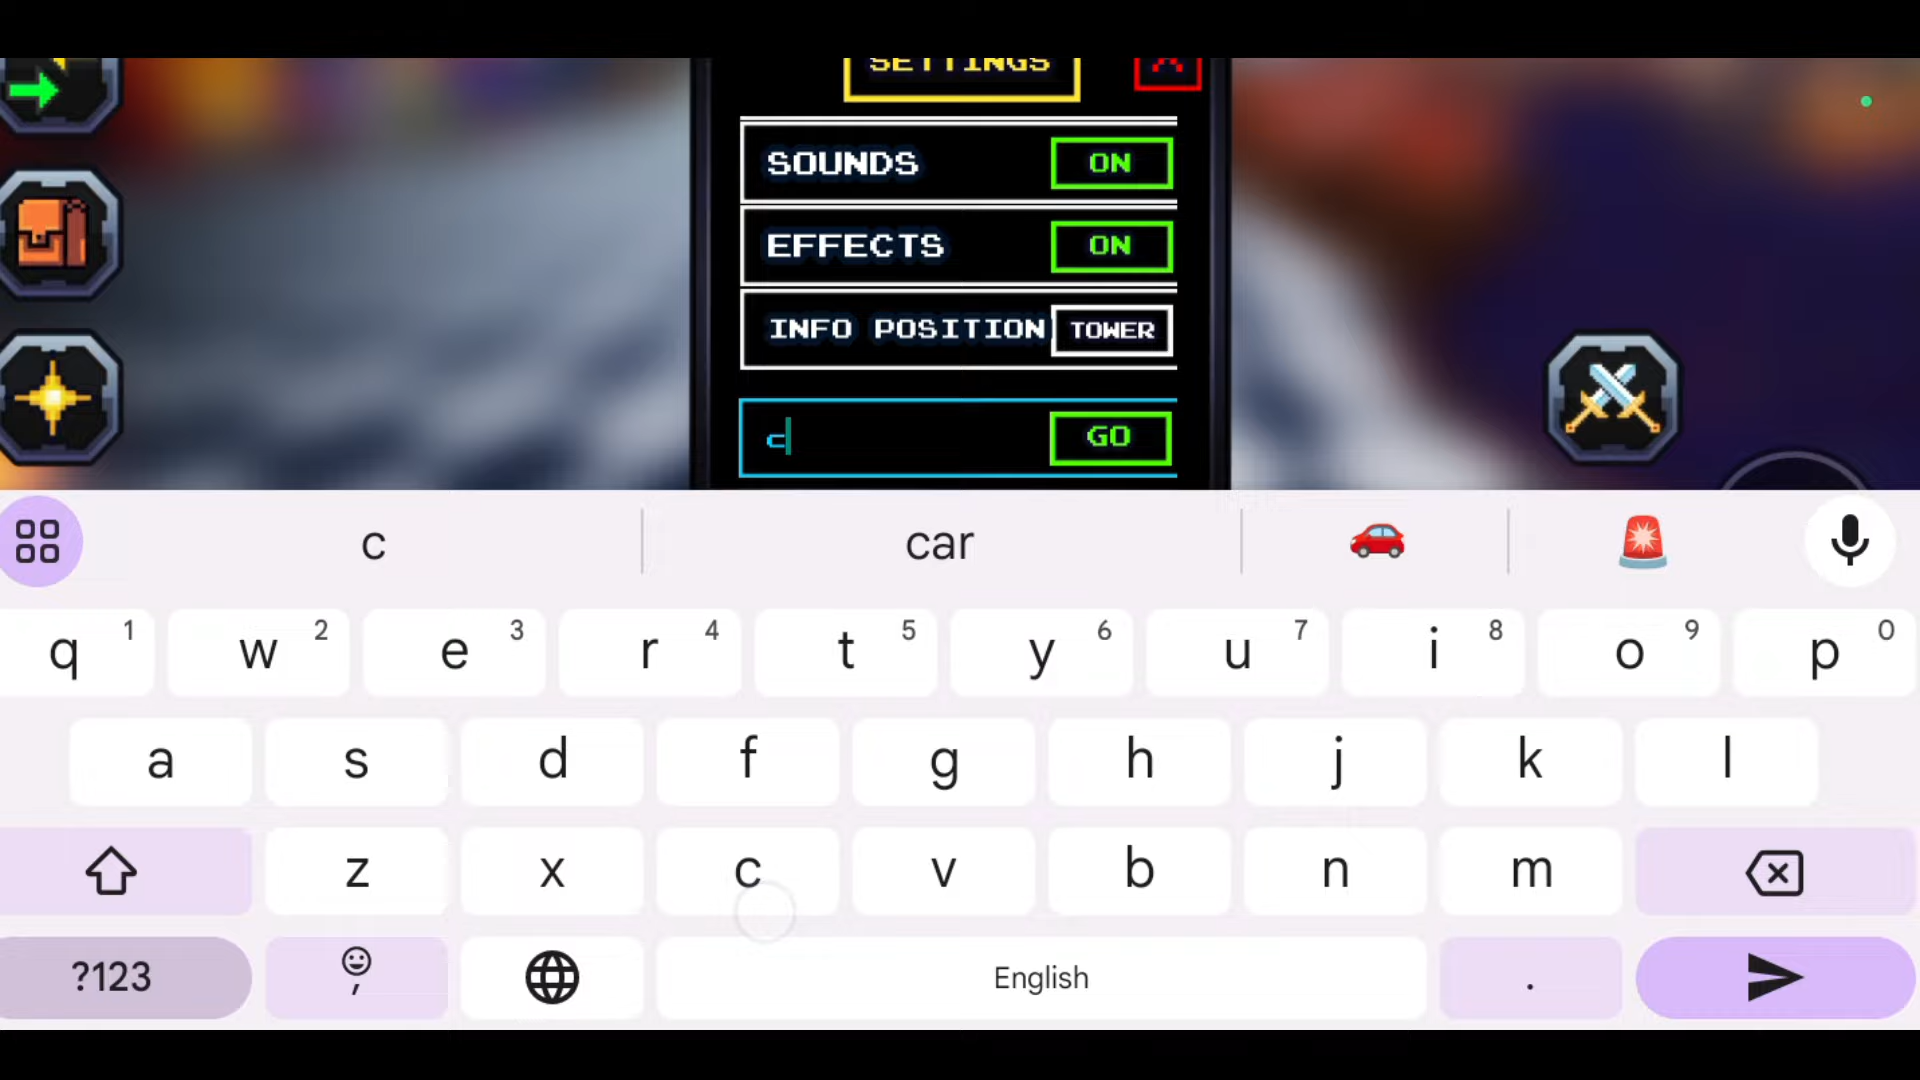 SETTINGS
X
SOUNDS ON
EFFECTS ON
INFO POSITION TOWER
c GO
c car
q 1 w 2 e 3 r 4 t 5 y 6 u 7 i 8 o 9 p 0
a s d f g h j k l
z x c v b n m
?123 , English .